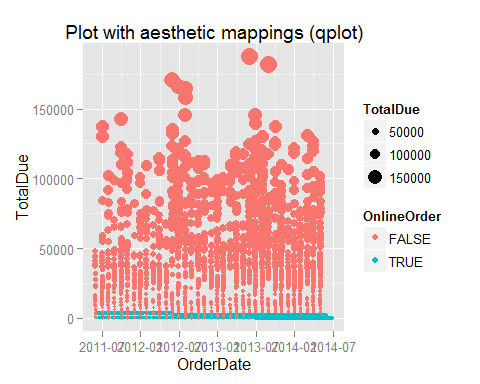 Plot with aesthetic mappings (qplot)
TotalDue
150000
100000
50000
0
2011-07
2012-01
2012-07
2013-01
2013-07
2014-01
2014-07
OrderDate
TotalDue
50000
100000
150000
OnlineOrder
FALSE
TRUE